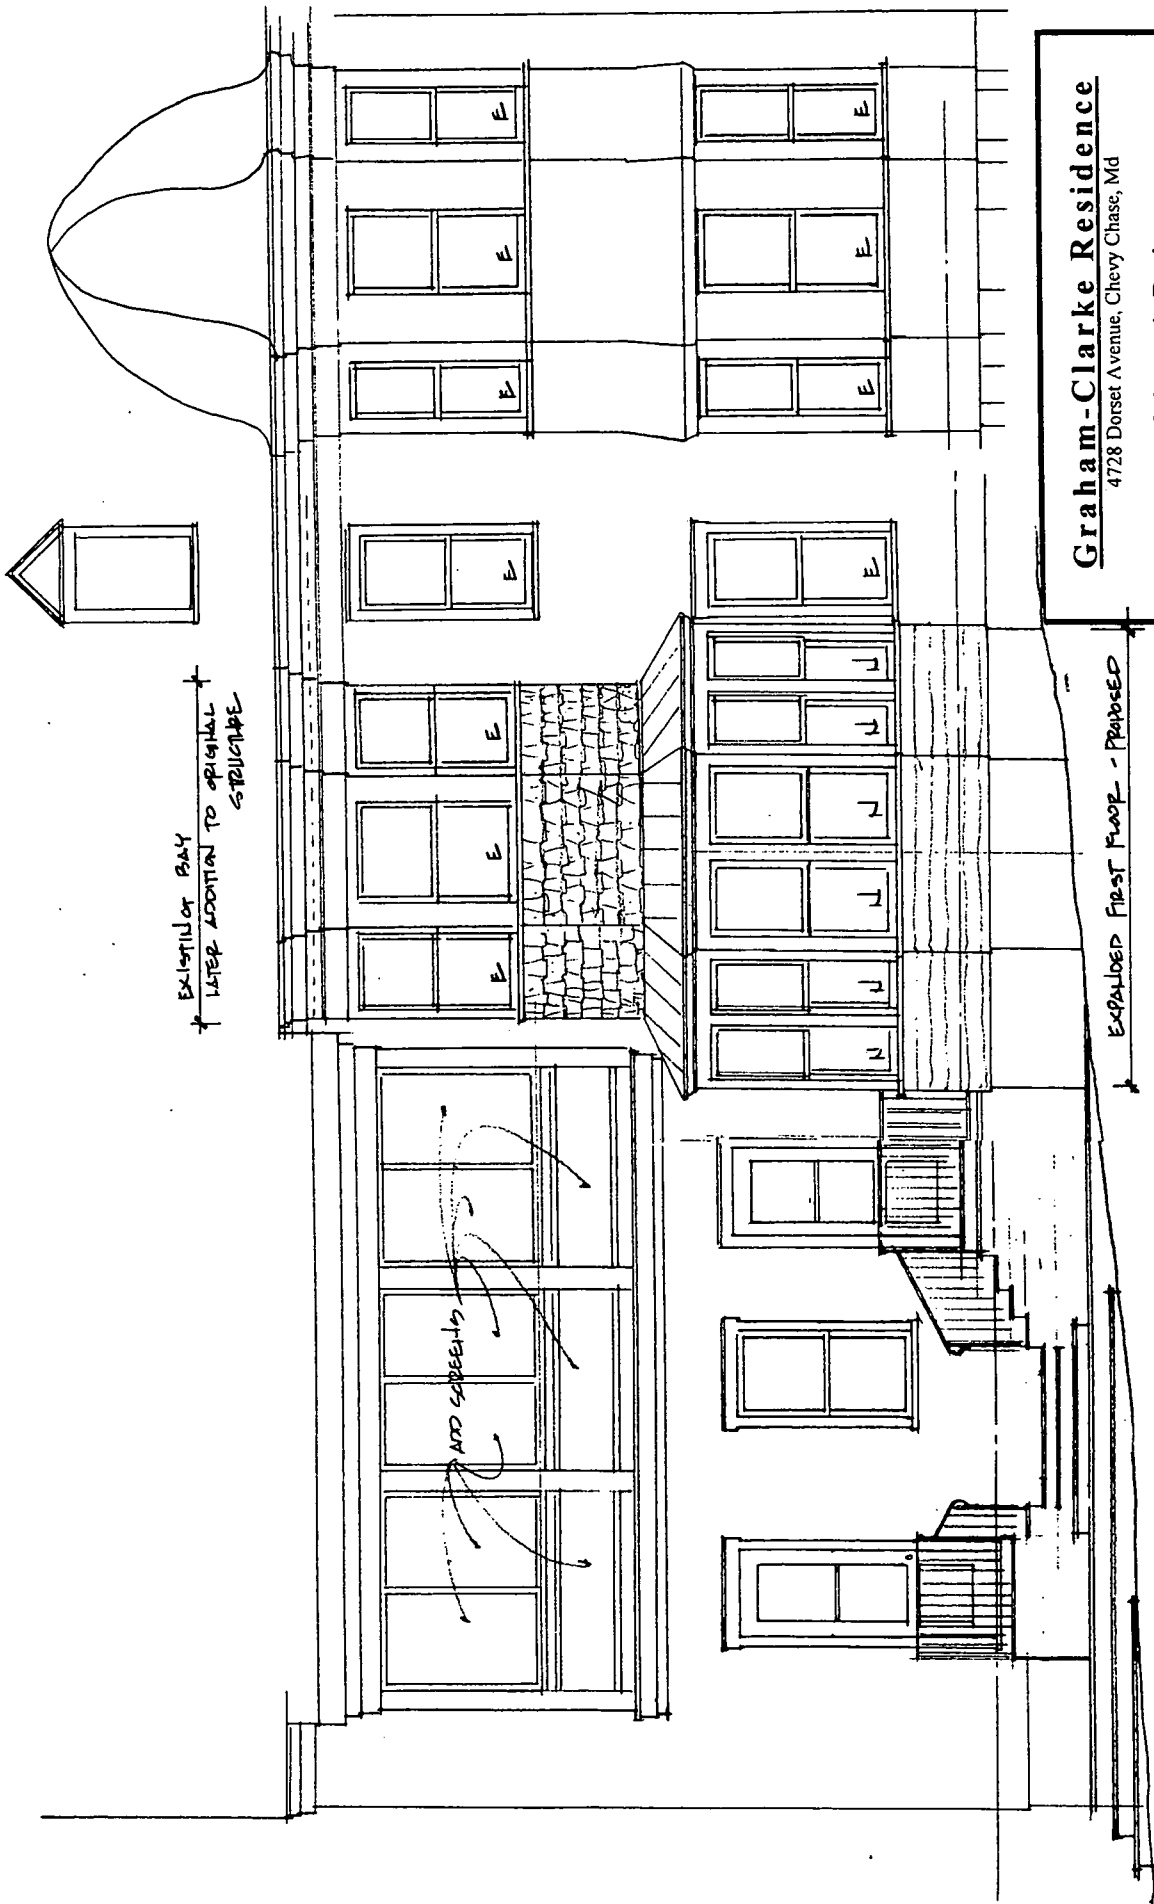 EXISTING BAY
LATER ADDITION TO ORIGINAL
STRUCTURE
ADD SCREENS
E E E E E E E
N N N N N N E E E E
EXPANDED FIRST FLOOR - PROPOSED
Graham-Clarke Residence
4728 Dorset Avenue, Chevy Chase, Md